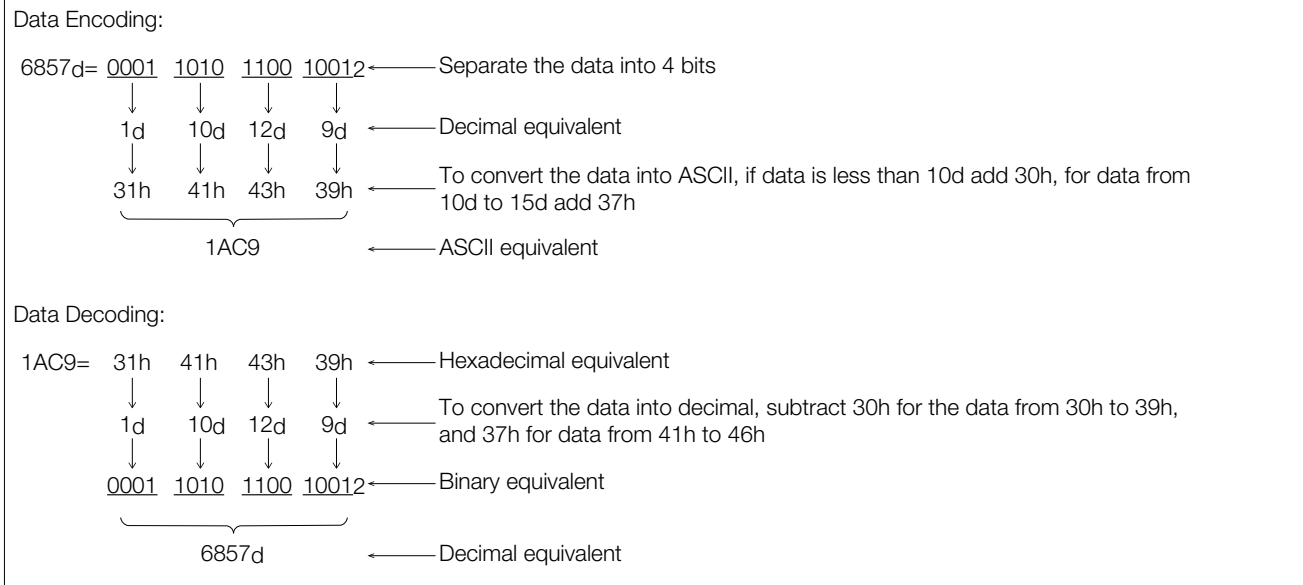 Data Encoding:
6857d= 0001 1010 1100 10012 Separate the data into 4 bits
1d 10d 12d 9d Decimal equivalent
31h 41h 43h 39h To convert the data into ASCII, if data is less than 10d add 30h, for data from
10d to 15d add 37h
1AC9 ASCII equivalent
Data Decoding:
1AC9= 31h 41h 43h 39h Hexadecimal equivalent
1d 10d 12d 9d To convert the data into decimal, subtract 30h for the data from 30h to 39h,
and 37h for data from 41h to 46h
0001 1010 1100 10012 Binary equivalent
6857d Decimal equivalent